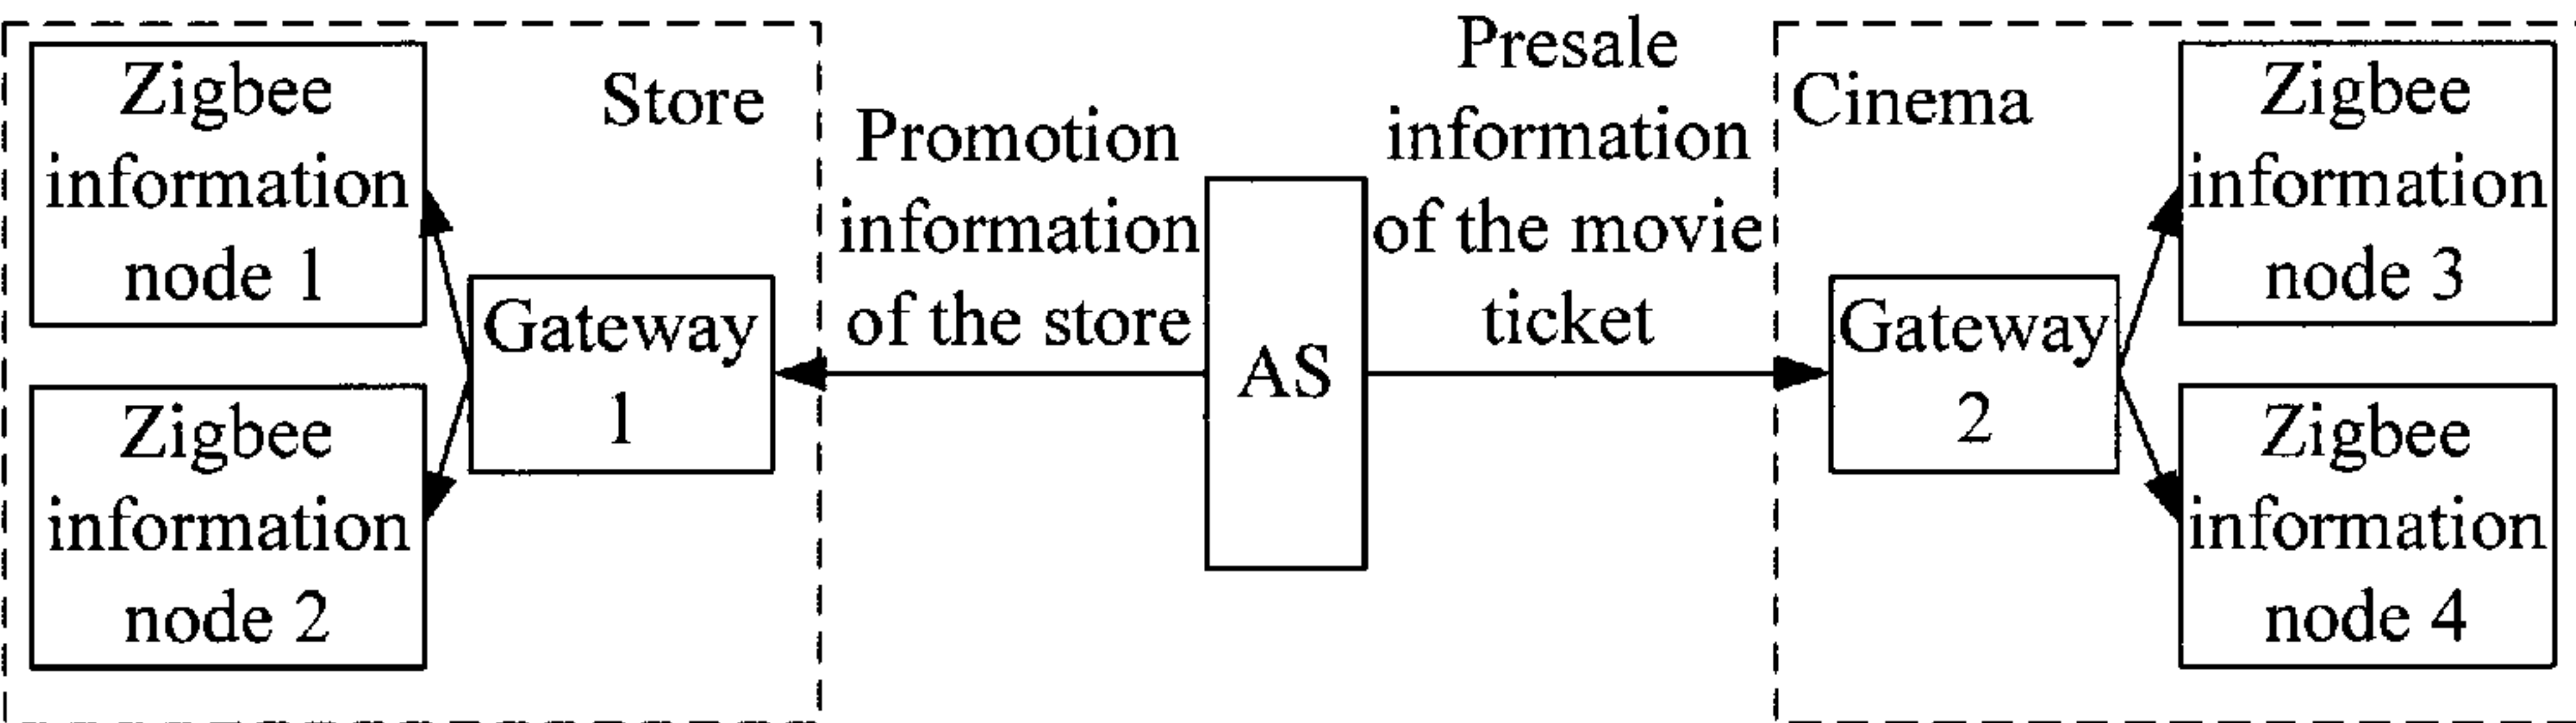 Zigbee
information
node 1
Zigbee
information
node 2
Store
Gateway
1
Promotion
information
of the store
AS
Presale
information
of the movie
ticket
Cinema
Gateway
2
Zigbee
information
node 3
Zigbee
information
node 4